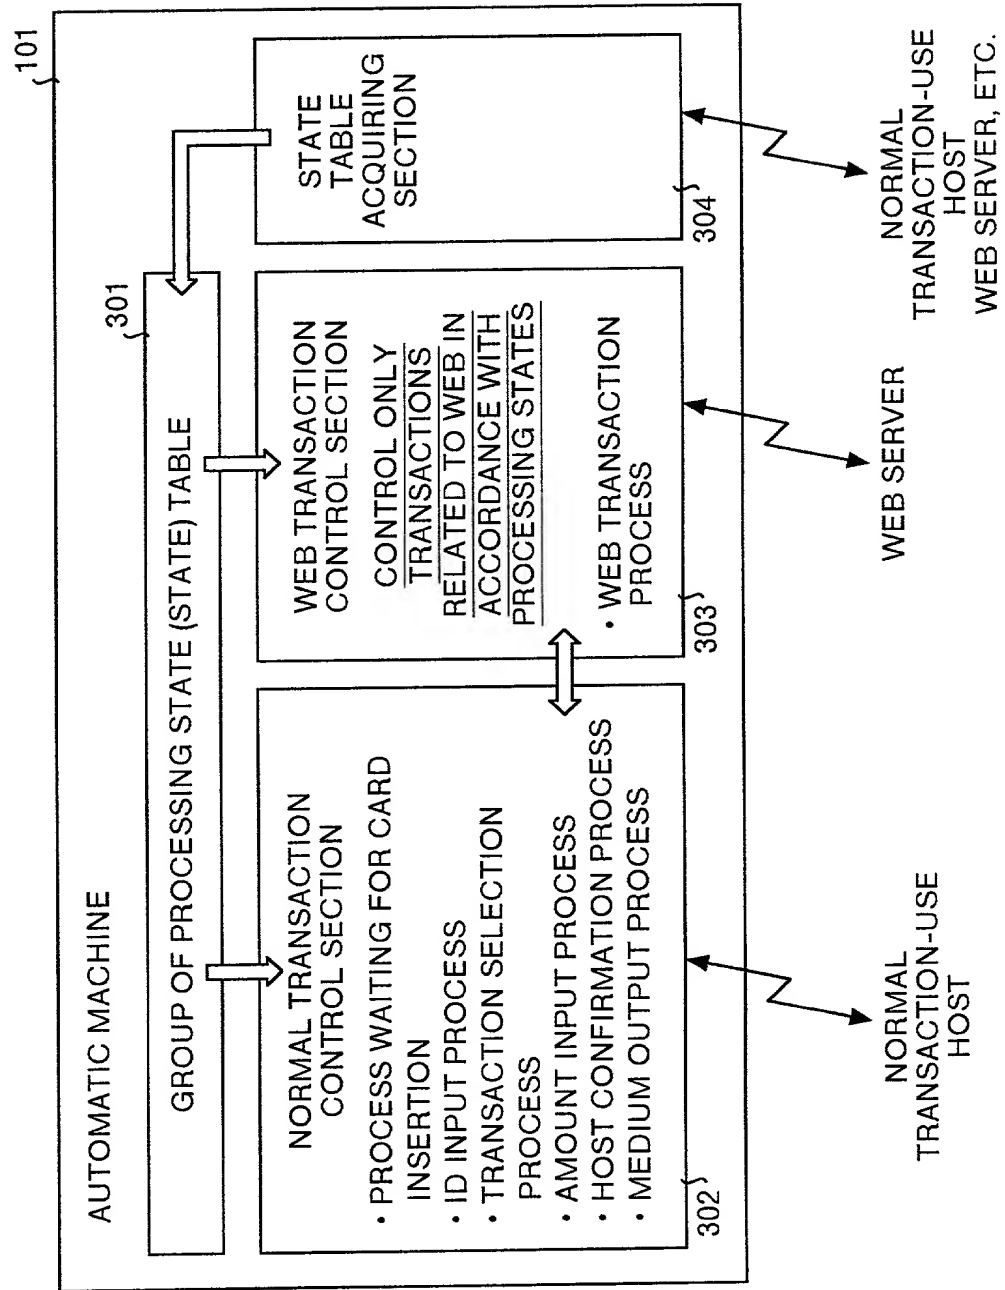 101
AUTOMATIC MACHINE
301
GROUP OF PROCESSING STATE (STATE) TABLE
NORMAL TRANSACTION
CONTROL SECTION
• PROCESS WAITING FOR CARD
INSERTION
• ID INPUT PROCESS
• TRANSACTION SELECTION
PROCESS
• AMOUNT INPUT PROCESS
• HOST CONFIRMATION PROCESS
• MEDIUM OUTPUT PROCESS
302
WEB TRANSACTION
CONTROL SECTION
CONTROL ONLY
TRANSACTIONS
RELATED TO WEB IN
ACCORDANCE WITH
PROCESSING STATES
• WEB TRANSACTION
PROCESS
303
STATE
TABLE
ACQUIRING
SECTION
304
NORMAL
TRANSACTION-USE
HOST
WEB SERVER
NORMAL
TRANSACTION-USE
HOST
WEB SERVER, ETC.